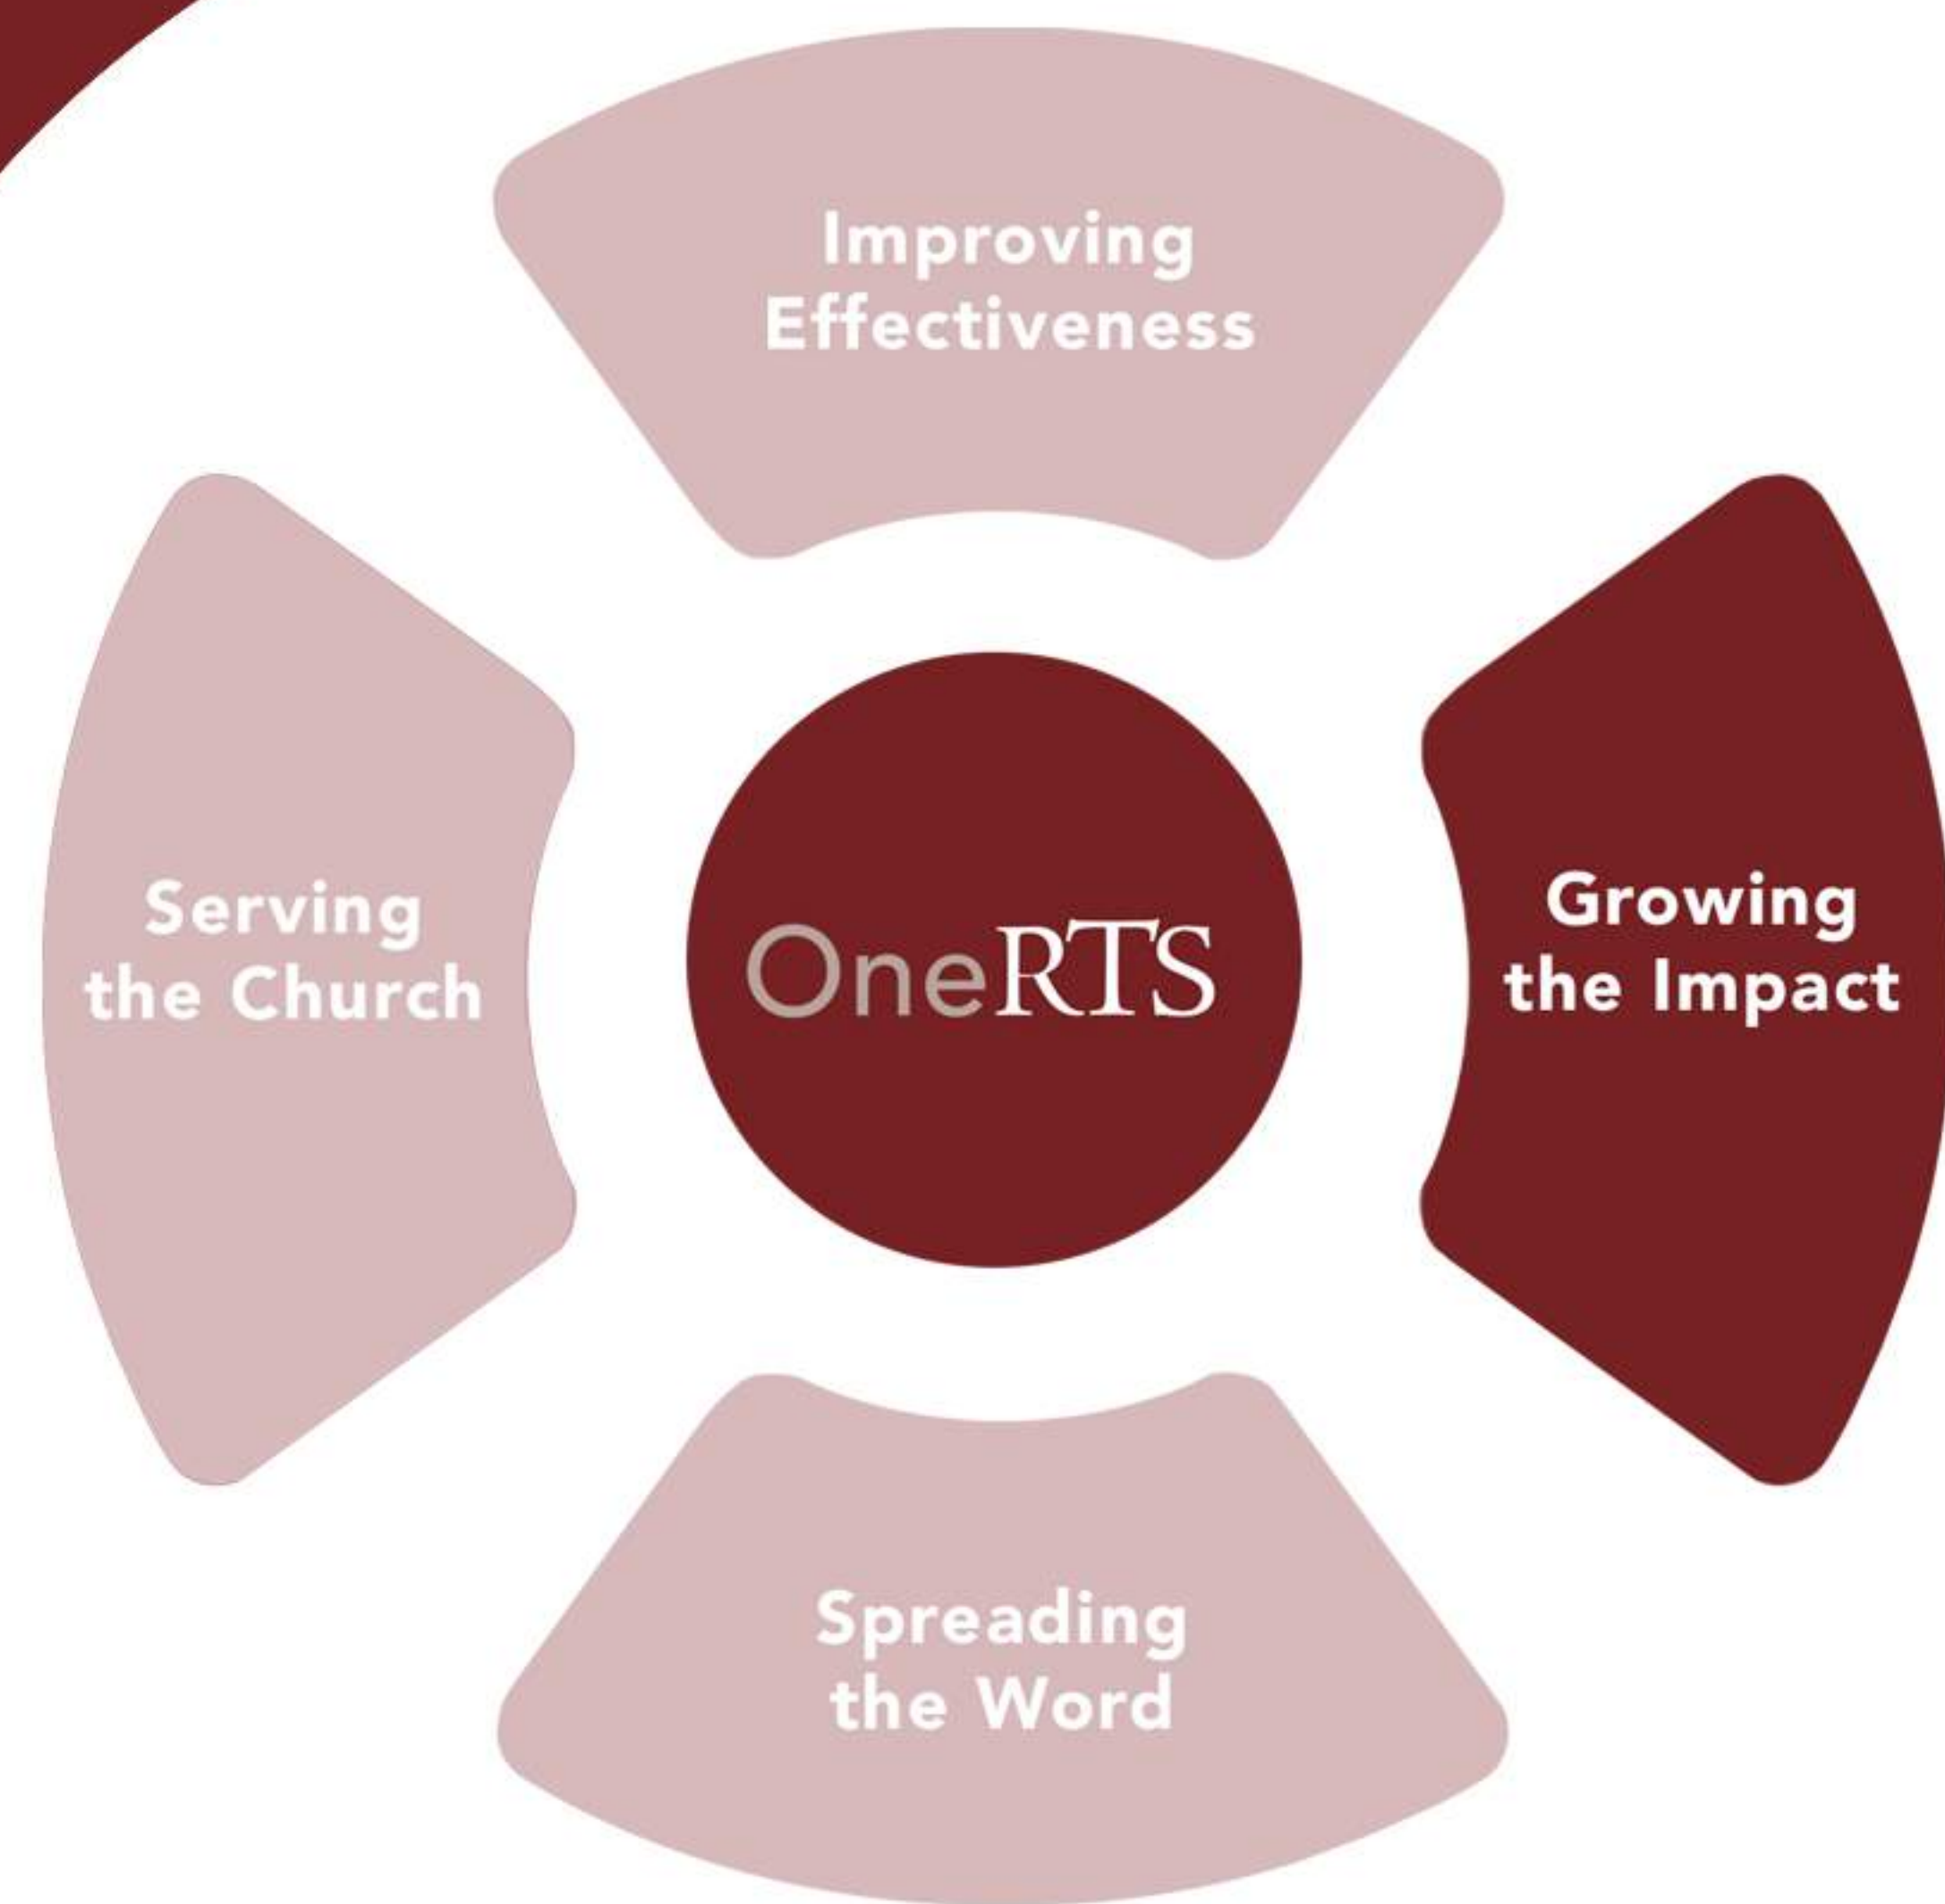 Improving
Effectiveness
Serving
the Church
OneRTS
Growing
the Impact
Spreading
the Word